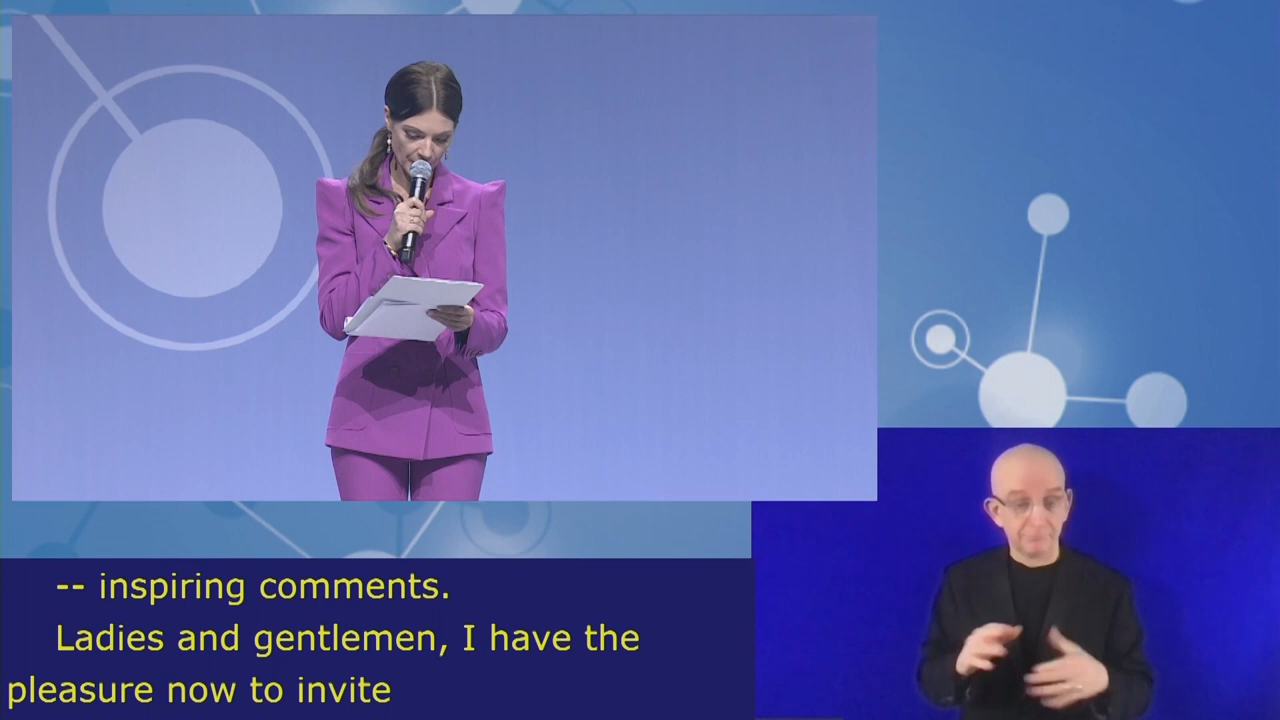 -- inspiring comments.
Ladies and gentlemen, I have the
pleasure now to invite